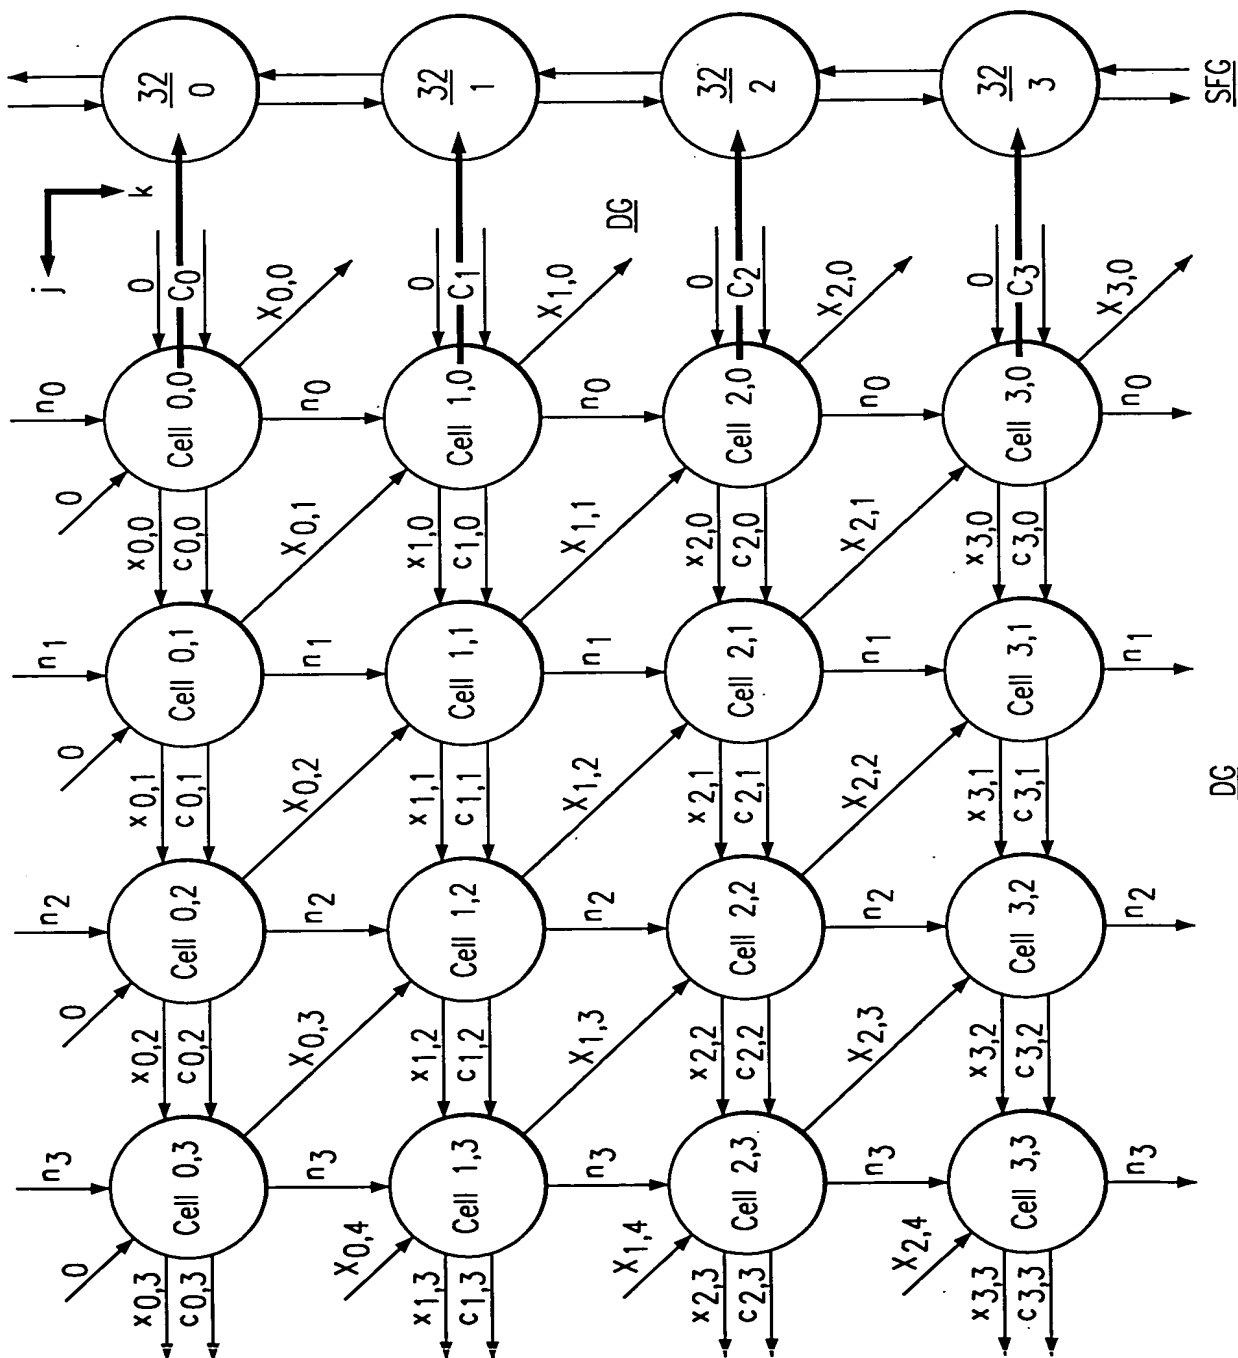 n3 n2 n1 n0
0 0 0 0 j
x0,3 x0,2 x0,1 x0,0 0
Cell 0,3 Cell 0,2 Cell 0,1 Cell 0,0 C0 32
c0,3 c0,2 c0,1 c0,0 k 0
n3 n2 n1 n0
X0,4 X0,3 X0,2 X0,1 X0,0
x1,3 x1,2 x1,1 x1,0 0
Cell 1,3 Cell 1,2 Cell 1,1 Cell 1,0 C1 32
c1,3 c1,2 c1,1 c1,0 1
n3 n2 n1 n0 DG
X1,4 X1,3 X1,2 X1,1 X1,0
x2,3 x2,2 x2,1 x2,0 0
Cell 2,3 Cell 2,2 Cell 2,1 Cell 2,0 C2 32
c2,3 c2,2 c2,1 c2,0 2
n3 n2 n1 n0
X2,4 X2,3 X2,2 X2,1 X2,0
x3,3 x3,2 x3,1 x3,0 0
Cell 3,3 Cell 3,2 Cell 3,1 Cell 3,0 C3 32
c3,3 c3,2 c3,1 c3,0 3
X3,0
n3 n2 n1 n0
DG SFG